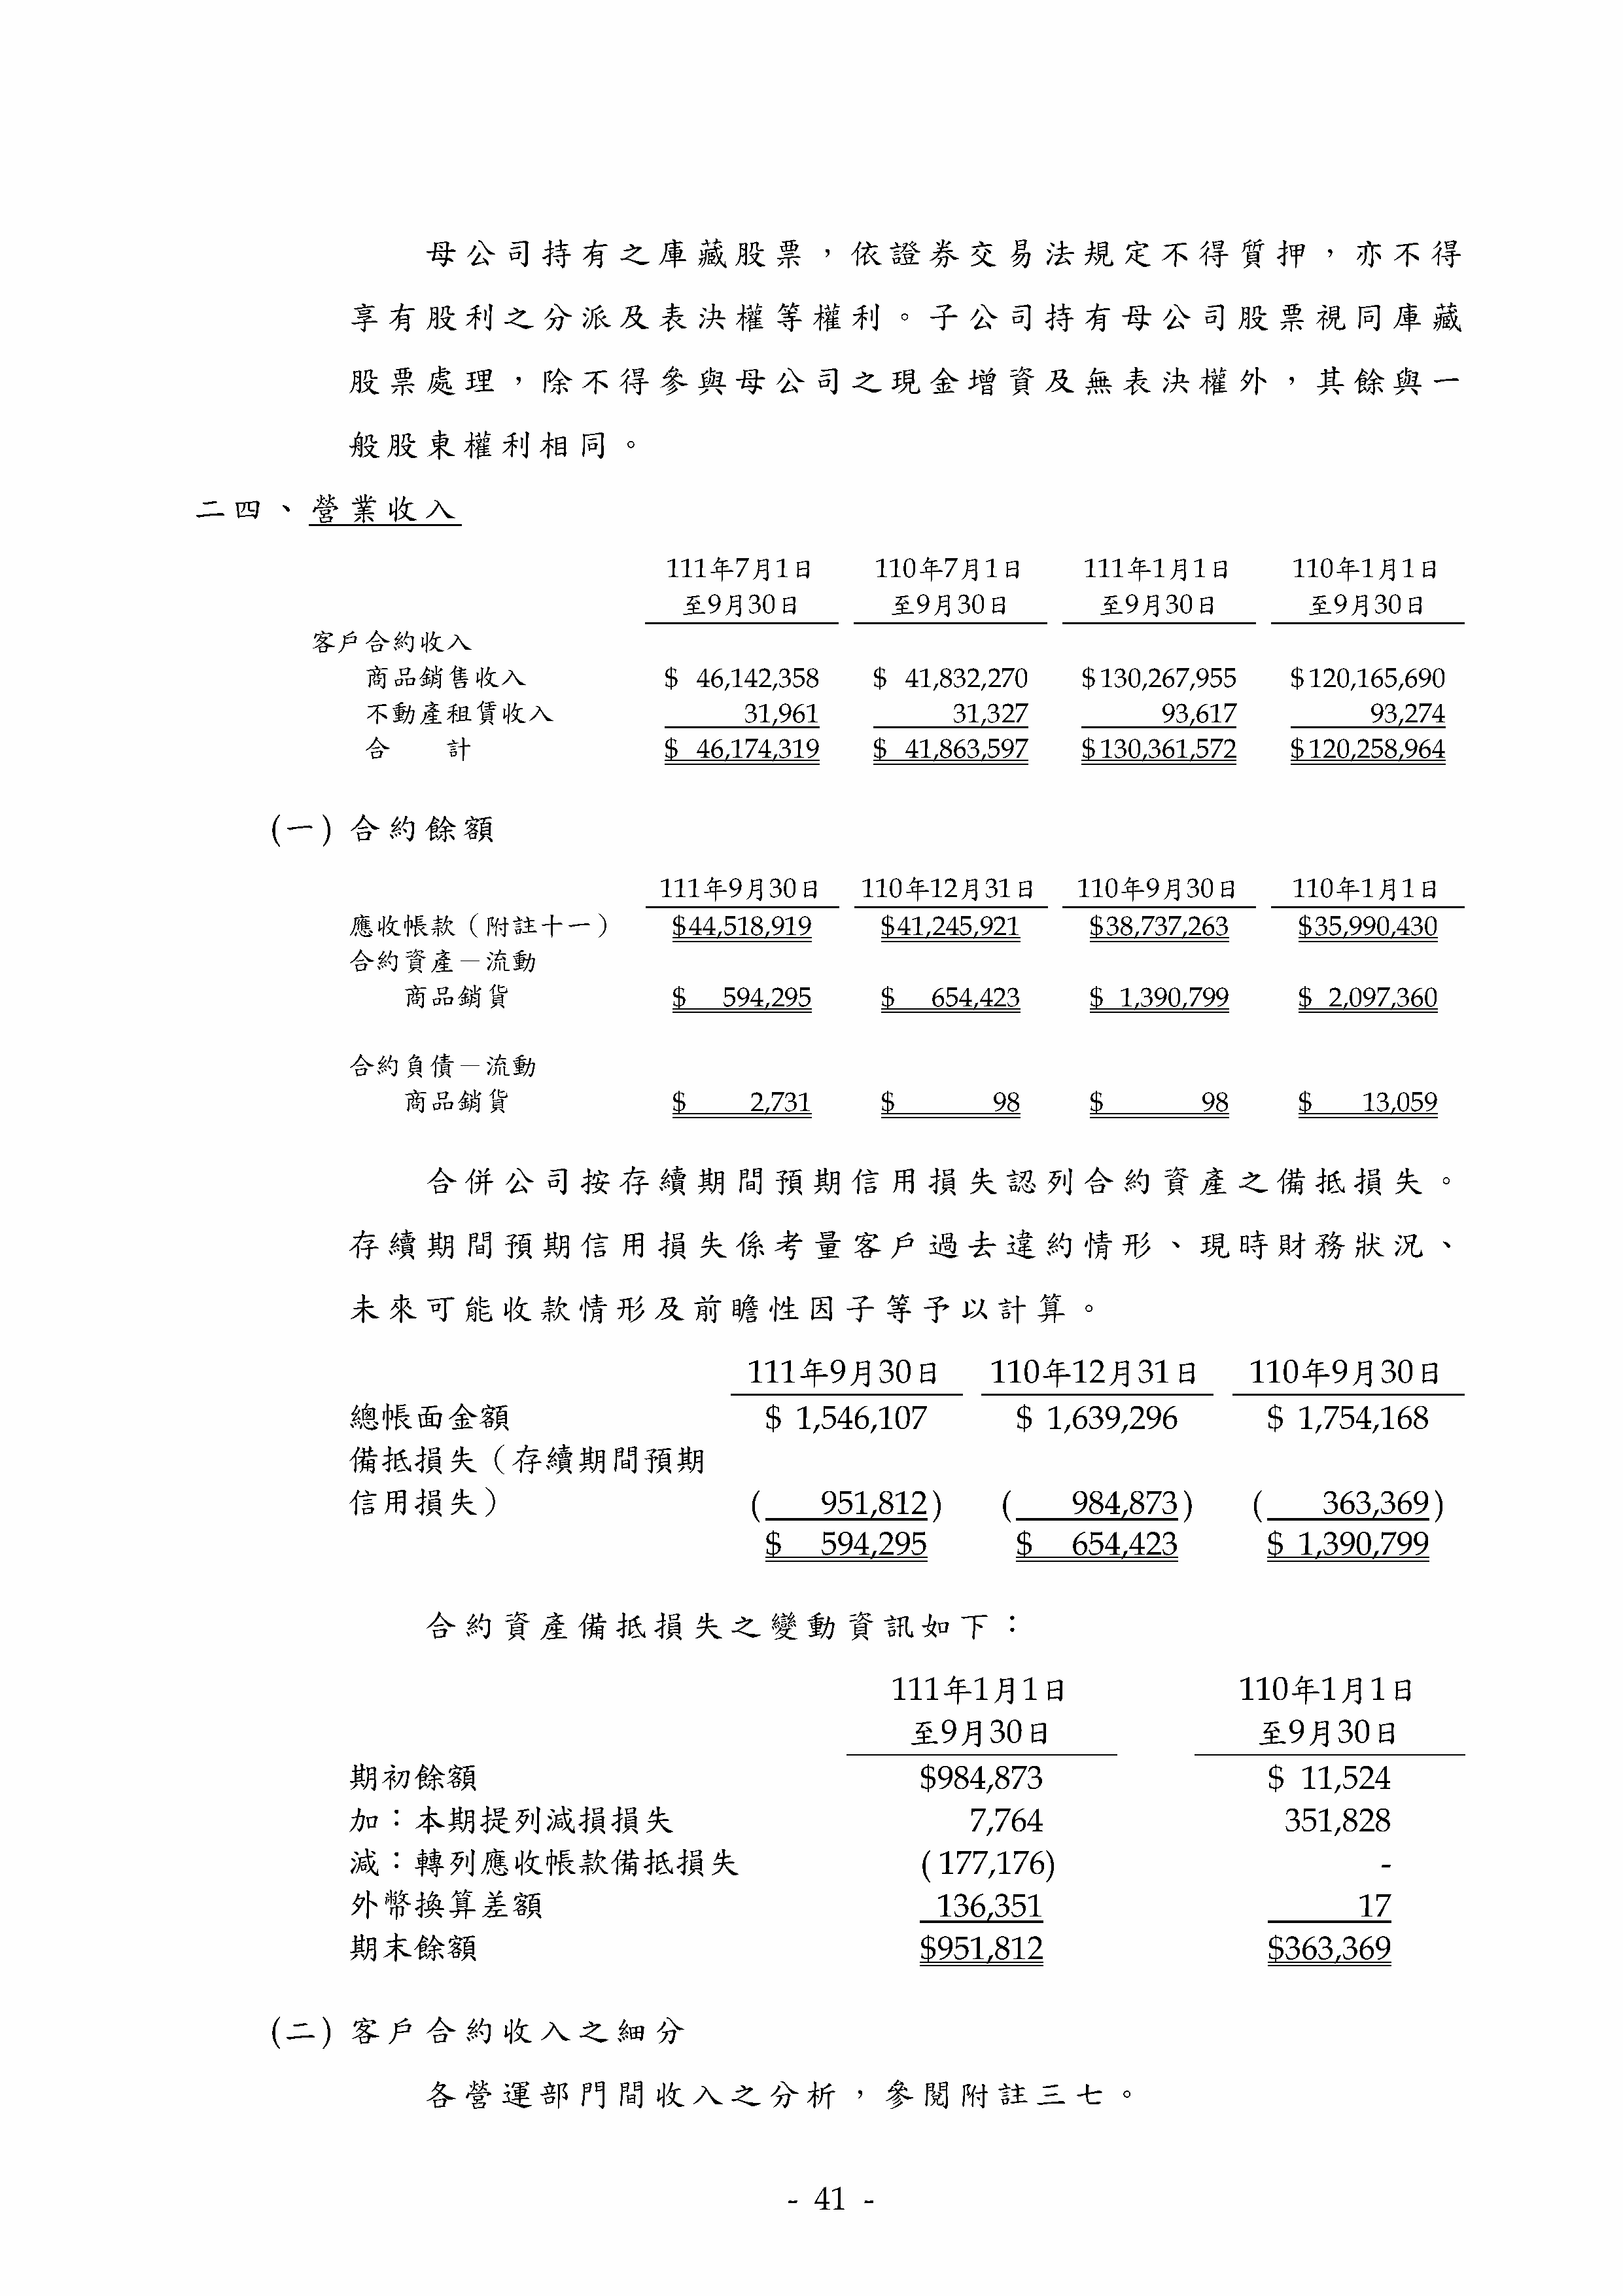 母公司持有之庫藏股票，依證券交易法規定不得質押，亦不得
享有股利之分派及表決權等權利。子公司持有母公司股票視同庫藏
股票處理，除不得參與母公司之現金增資及無表決權外，其餘與一
般股東權利相同。
二四、營業收入
111年7月1日 110年7月1日 111年1月1日 110年1月1日
至9月30日 至9月30日 至9月30日 至9月30日
客戶合約收入
商品銷售收入 $ 46,142,358 $ 41,832,270 $130,267,955 $120,165,690
不動產租賃收入 31,961 31,327 93,617 93,274
合 計 $ 46,174,319 $ 41,863,597 $130,361,572 $120,258,964
(一) 合約餘額
111年9月30日 110年12月31日 110年9月30日 110年1月1日
應收帳款（附註十一） $44,518,919 $41,245,921 $38,737,263 $35,990,430
合約資產－流動
商品銷貨 $ 594,295 $ 654,423 $ 1,390,799 $ 2,097,360
合約負債－流動
商品銷貨 $ 2,731 $ 98 $ 98 $ 13,059
合併公司按存續期間預期信用損失認列合約資產之備抵損失。
存續期間預期信用損失係考量客戶過去違約情形、現時財務狀況、
未來可能收款情形及前瞻性因子等予以計算。
111年9月30日 110年12月31日 110年9月30日
總帳面金額 $ 1,546,107 $ 1,639,296 $ 1,754,168
備抵損失（存續期間預期
信用損失） ( 951,812) ( 984,873) ( 363,369)
$ 594,295 $ 654,423 $ 1,390,799
合約資產備抵損失之變動資訊如下：
111年1月1日 110年1月1日
至9月30日 至9月30日
期初餘額 $984,873 $ 11,524
加：本期提列減損損失 7,764 351,828
減：轉列應收帳款備抵損失 ( 177,176) -
外幣換算差額 136,351 17
期末餘額 $951,812 $363,369
(二) 客戶合約收入之細分
各營運部門間收入之分析，參閱附註三七。
- 41 -